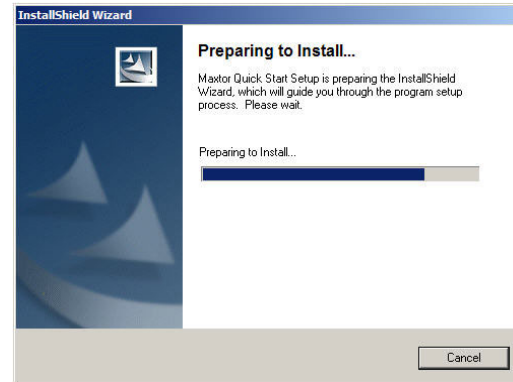 InstallShield Wizard
Preparing to Install...
Maxtor Quick Start Setup is preparing the InstallShield
Wizard, which will guide you through the program setup
process. Please wait.
Preparing to Install...
Cancel